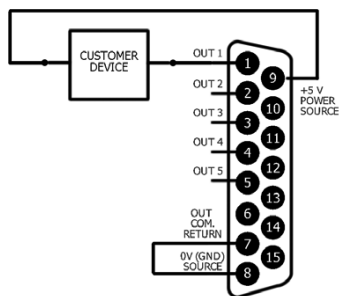 CUSTOMER
DEVICE
OUT 1
OUT 2
OUT 3
OUT 4
OUT 5
OUT
COM.
RETURN
0V (GND)
SOURCE
1
2
3
4
5
6
7
8
9
10
11
12
13
14
15
+5 V
POWER
SOURCE